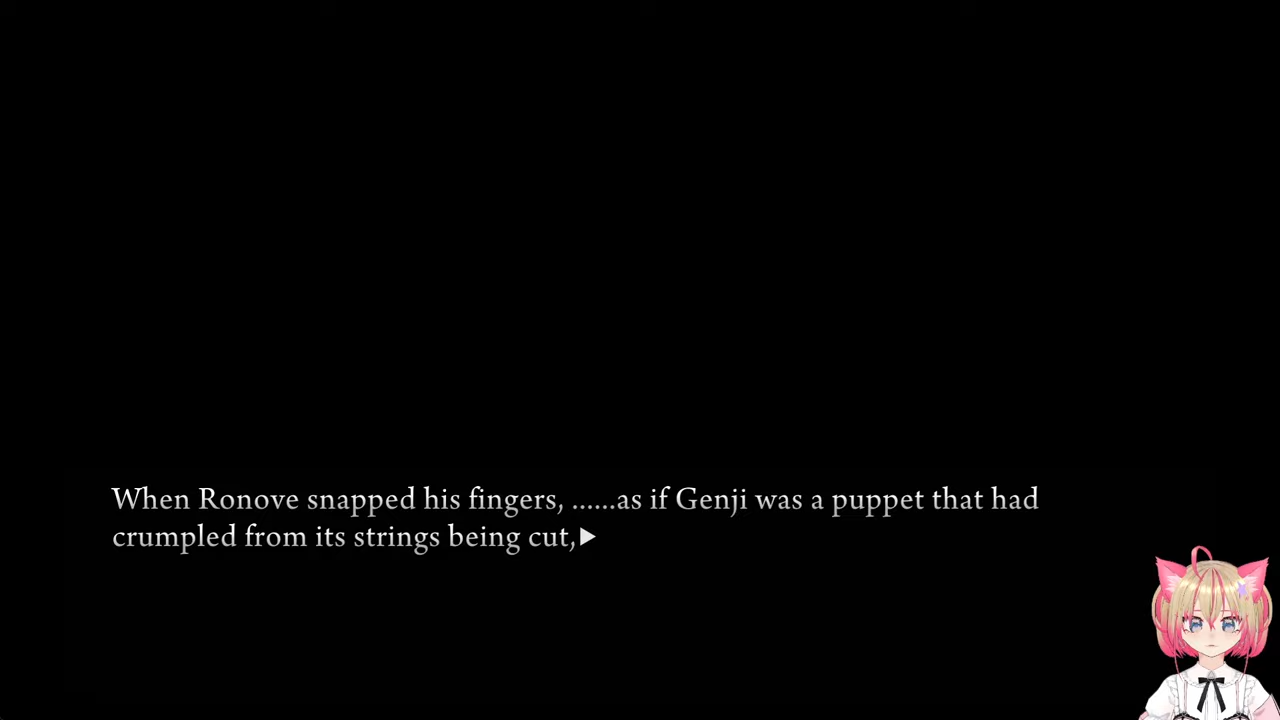 When Ronove snapped his fingers, ......as if Genji was a puppet that had
crumpled from its strings being cut,